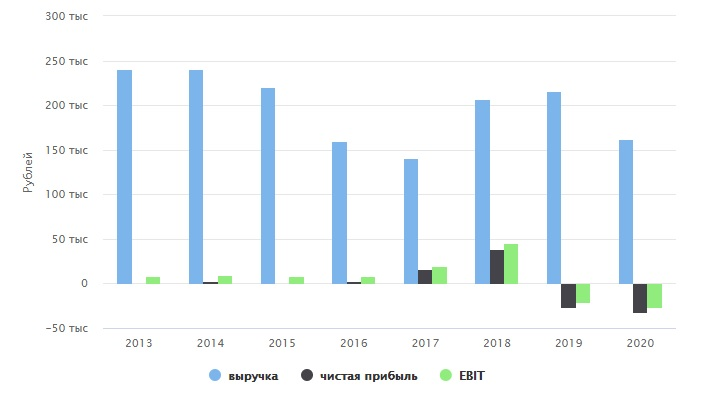 300 тыс
250 тыс
200 тыс
150 тыс
100 тыс
50 тыс
0
−50 тыс
Рублей
2013 2014 2015 2016 2017 2018 2019 2020
выручка чистая прибыль EBIT